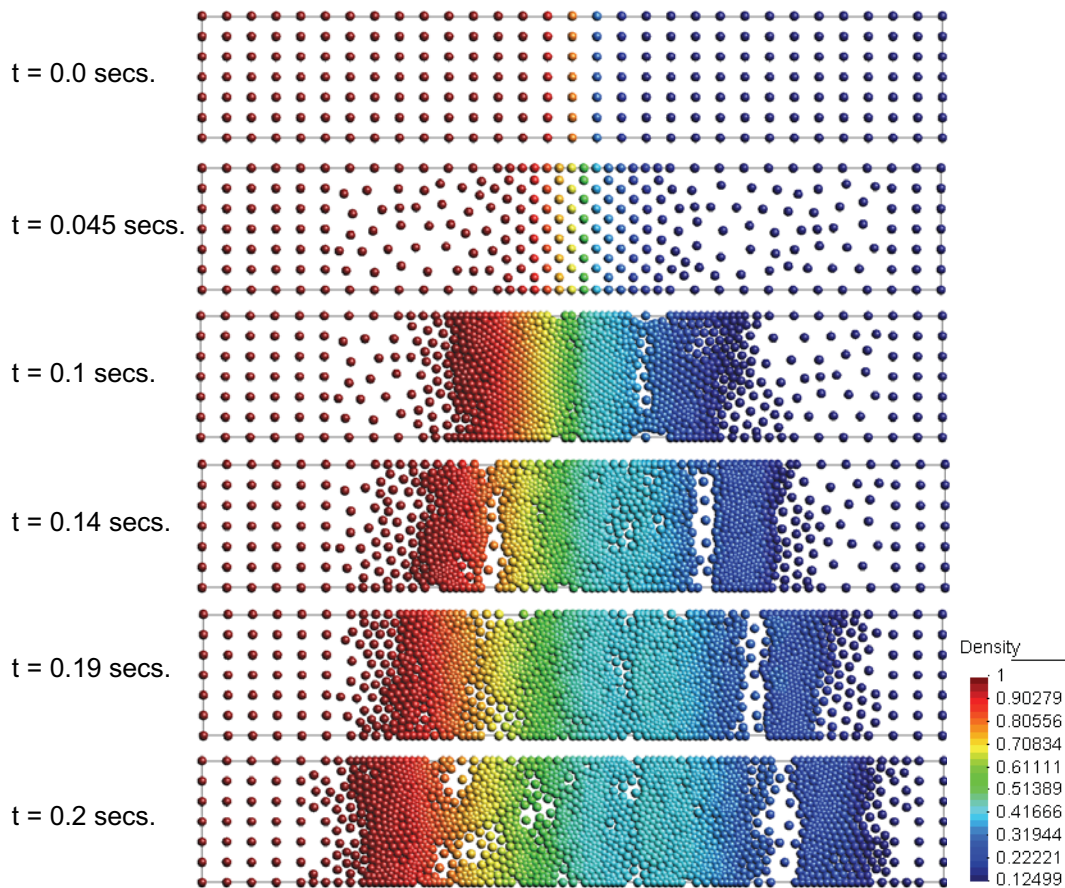 t = 0.0 secs.
t = 0.045 secs.
t = 0.1 secs.
t = 0.14 secs.
t = 0.19 secs.
t = 0.2 secs.
Density
1
0.90279
0.80556
0.70834
0.61111
0.51389
0.41666
0.31944
0.22221
0.12499